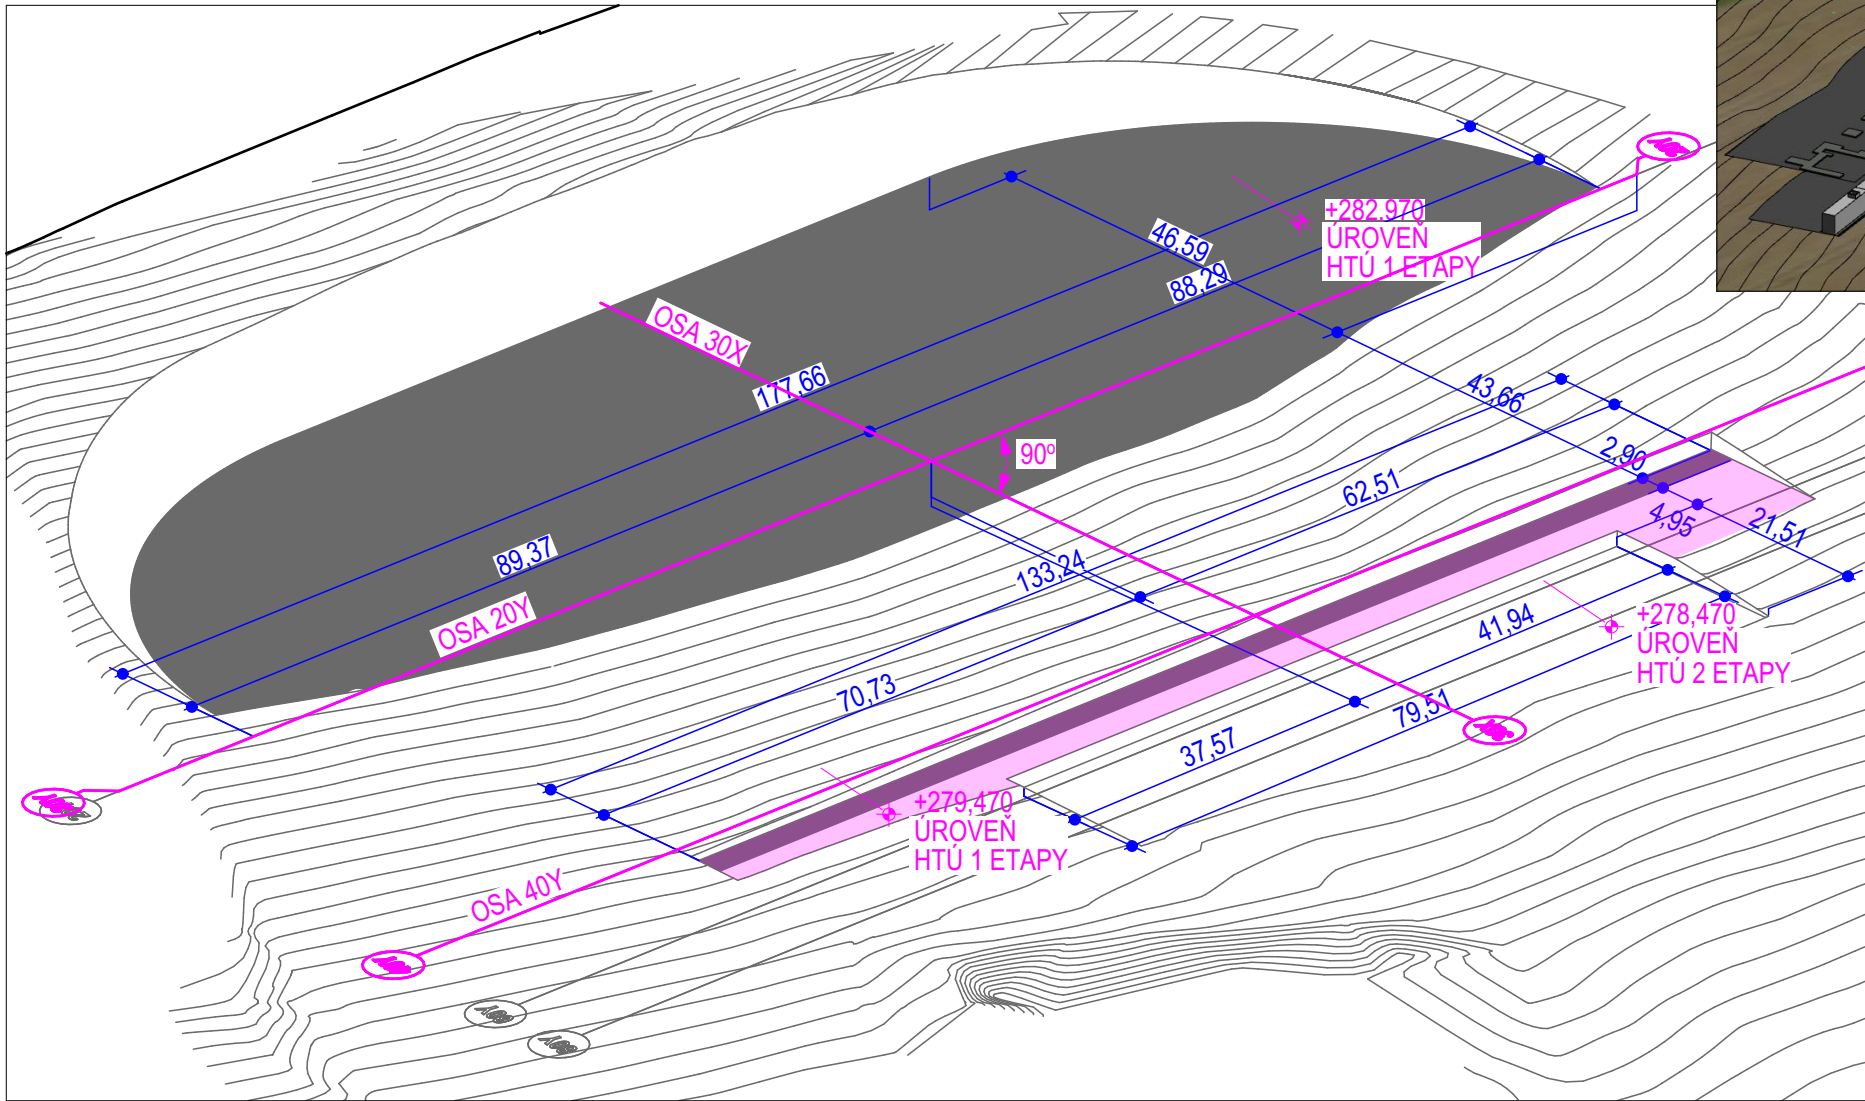 +282.970
ÚROVEŇ
HTÚ 1 ETAPY
46,59
88,29
OSA 30X
177,66
43,66
90°
2,90
62,51
4,95
21,51
89,37
133,24
OSA 20Y
41,94
+278,470
ÚROVEŇ
HTÚ 2 ETAPY
70,73
79,51
37,57
+279,470
ÚROVEŇ
HTÚ 1 ETAPY
OSA 40Y